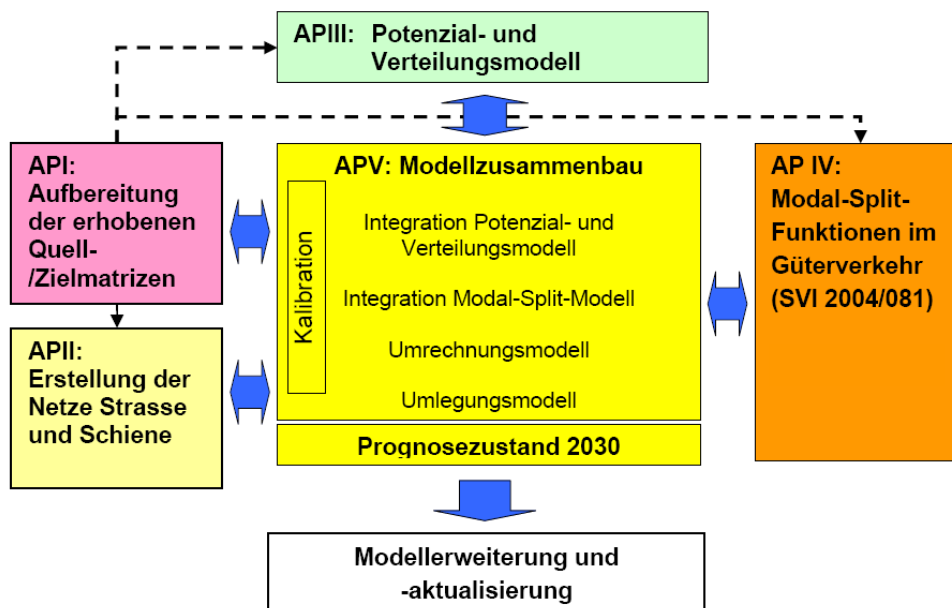 APIII: Potenzial- und
Verteilungsmodell
API:
Aufbereitung
der erhobenen
Quell-
/Zielmatrizen
APII:
Erstellung der
Netze Strasse
und Schiene
APV: Modellzusammenbau
Kalibration
Integration Potenzial- und
Verteilungsmodell
Integration Modal-Split-Modell
Umrechnungsmodell
Umlegungsmodell
Prognosezustand 2030
AP IV:
Modal-Split-
Funktionen im
Güterverkehr
(SVI 2004/081)
Modellerweiterung und
-aktualisierung